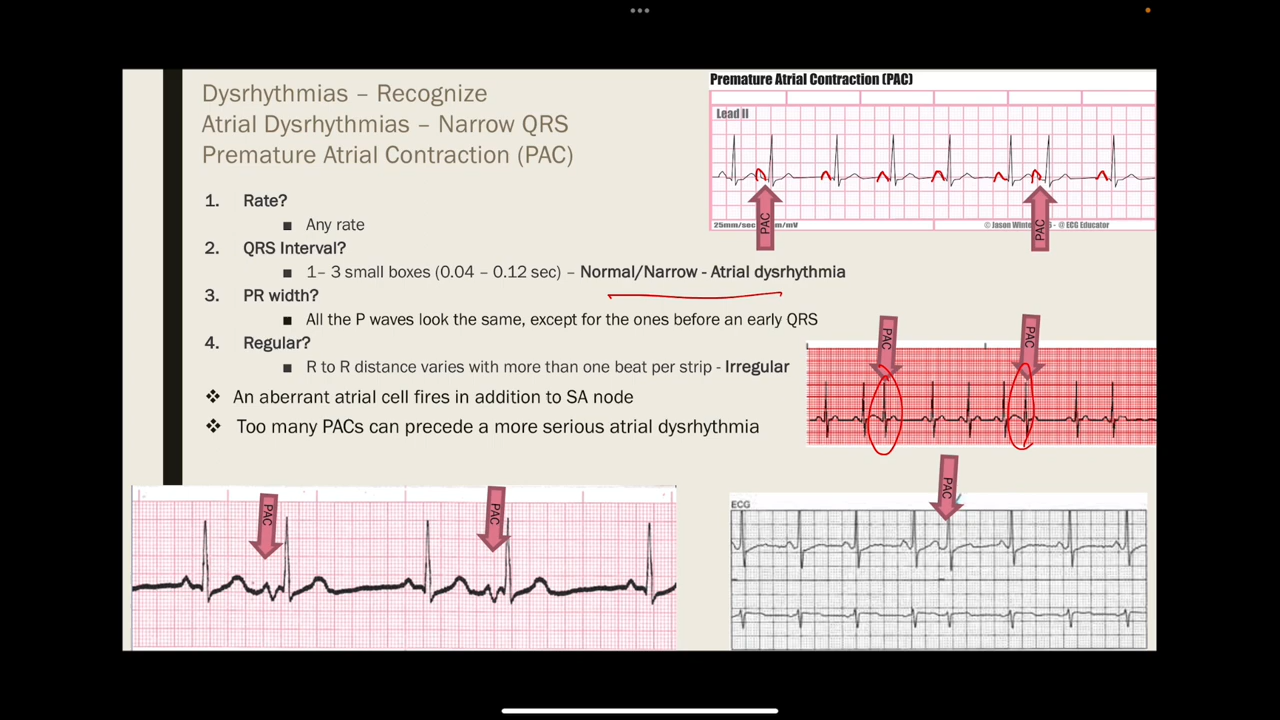 Dysrhythmias – Recognize
Atrial Dysrhythmias – Narrow QRS
Premature Atrial Contraction (PAC)
1. Rate?
■ Any rate
2. QRS Interval?
■ 1– 3 small boxes (0.04 – 0.12 sec) – Normal/Narrow - Atrial dysrhythmia
3. PR width?
■ All the P waves look the same, except for the ones before an early QRS
4. Regular?
■ R to R distance varies with more than one beat per strip - Irregular
❖ An aberrant atrial cell fires in addition to SA node
❖ Too many PACs can precede a more serious atrial dysrhythmia
Premature Atrial Contraction (PAC)
Lead II
25mm/sec m/mV
© Jason Winte - @ ECG Educator
PAC
PAC
PAC
PAC
PAC
PAC
PAC
ECG